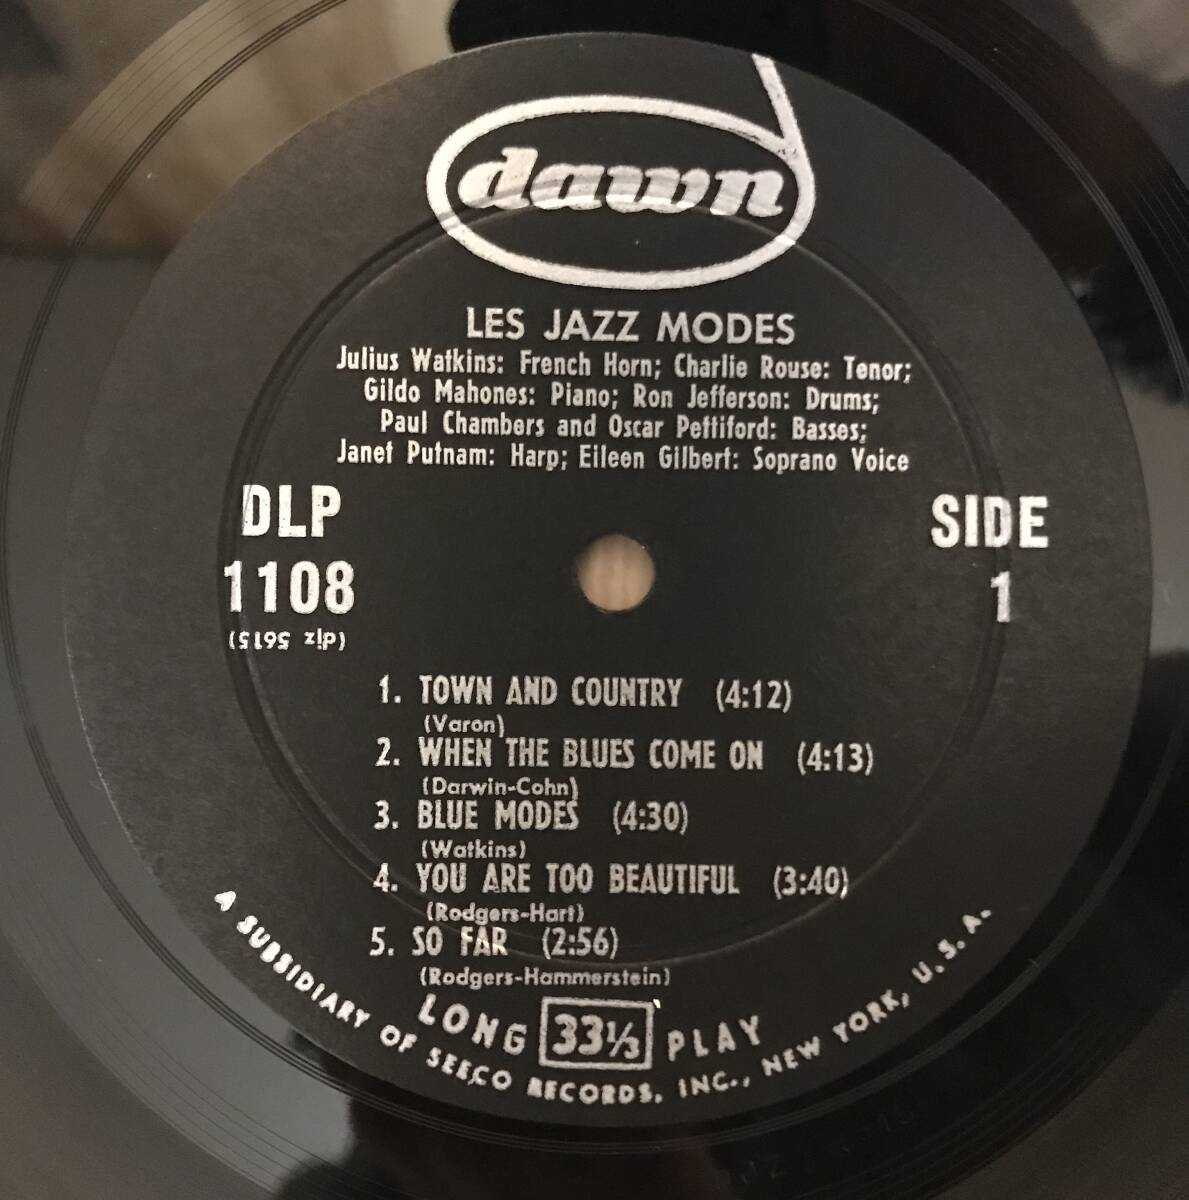 dawn
LES JAZZ MODES
Julius Watkins: French Horn; Charlie Rouse: Tenor;
Gildo Mahones: Piano; Ron Jefferson: Drums;
Paul Chambers and Oscar Pettiford: Basses;
Janet Putnam: Harp; Eileen Gilbert: Soprano Voice
DLP
1108
(dlz 5615)
SIDE
1
1. TOWN AND COUNTRY (4:12)
(Varon)
2. WHEN THE BLUES COME ON (4:13)
(Darwin-Cohn)
3. BLUE MODES (4:30)
(Watkins)
4. YOU ARE TOO BEAUTIFUL (3:40)
(Rodgers-Hart)
5. SO FAR (2:56)
(Rodgers-Hammerstein)
LONG 33⅓ PLAY
A SUBSIDIARY OF SEECO RECORDS, INC., NEW YORK, U.S.A.